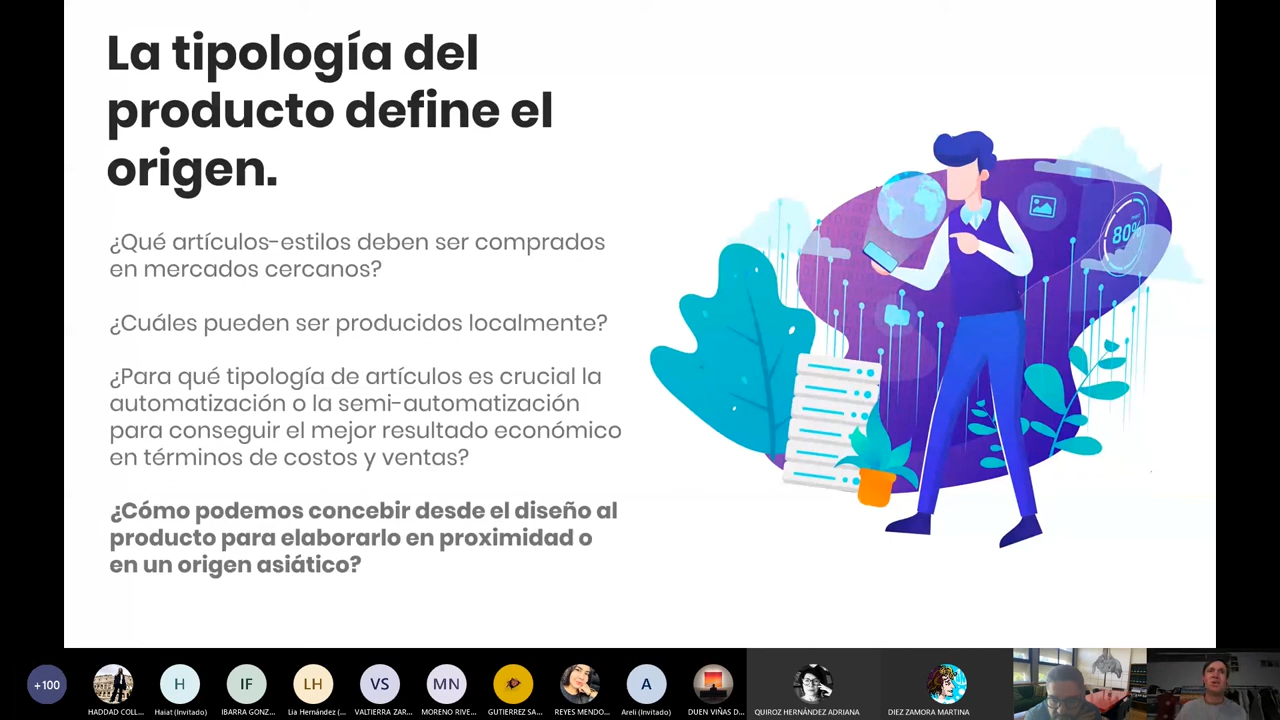 La tipología del
producto define el
origen.
¿Qué artículos-estilos deben ser comprados
en mercados cercanos?
¿Cuáles pueden ser producidos localmente?
¿Para qué tipología de artículos es crucial la
automatización o la semi-automatización
para conseguir el mejor resultado económico
en términos de costos y ventas?
¿Cómo podemos concebir desde el diseño al
producto para elaborarlo en proximidad o
en un origen asiático?
80%
+100
H
IF
LH
VS
MN
A
HADDAD COLL...
Haiat (Invitado)
IBARRA GONZ...
Lia Hernández (...
VALTIERRA ZAR...
MORENO RIVE...
GUTIERREZ SA...
REYES MENDO...
Areli (Invitado)
DUEN VIÑAS D...
QUIROZ HERNÁNDEZ ADRIANA
DIEZ ZAMORA MARTINA